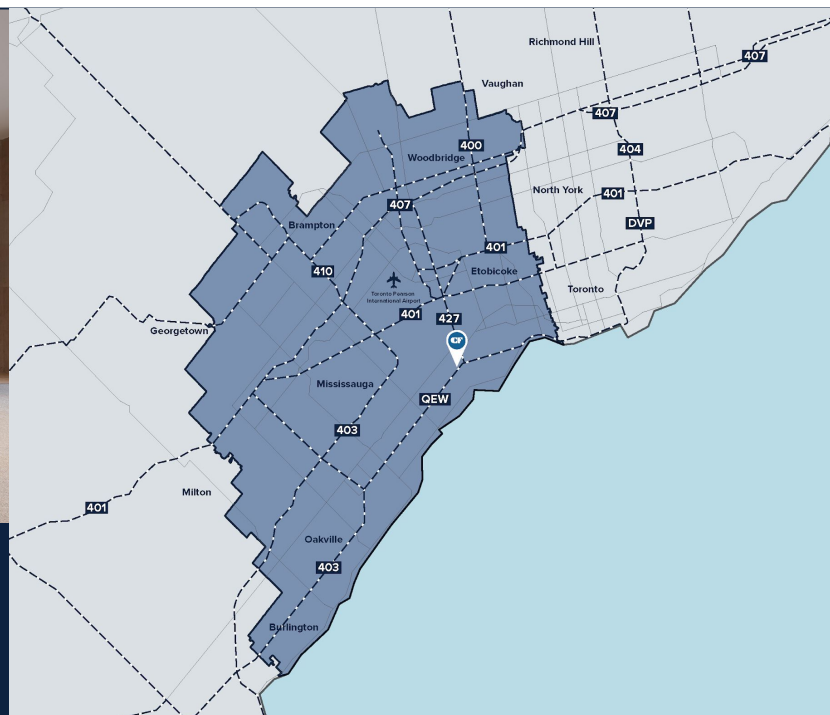 Richmond Hill
407
Vaughan
407
400
404
Woodbridge
North York
401
407
DVP
Brampton
401
410
Etobicoke
Toronto Pearson
International Airport
Toronto
401
427
Georgetown
CF
Mississauga
QEW
403
Milton
401
Oakville
403
Burlington